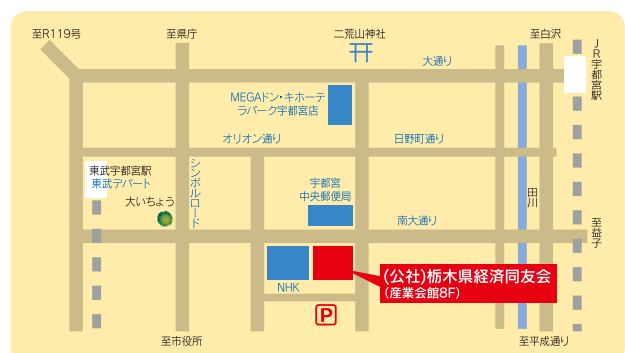 至R119号
至県庁
二荒山神社
至白沢
JR宇都宮駅
大通り
MEGAドン・キホーテ
ラパーク宇都宮店
オリオン通り
日野町通り
東武宇都宮駅
東武デパート
シンボルロード
大いちょう
宇都宮
中央郵便局
田川
南大通り
至益子
(公社)栃木県経済同友会
(産業会館8F)
NHK
P
至市役所
至平成通り